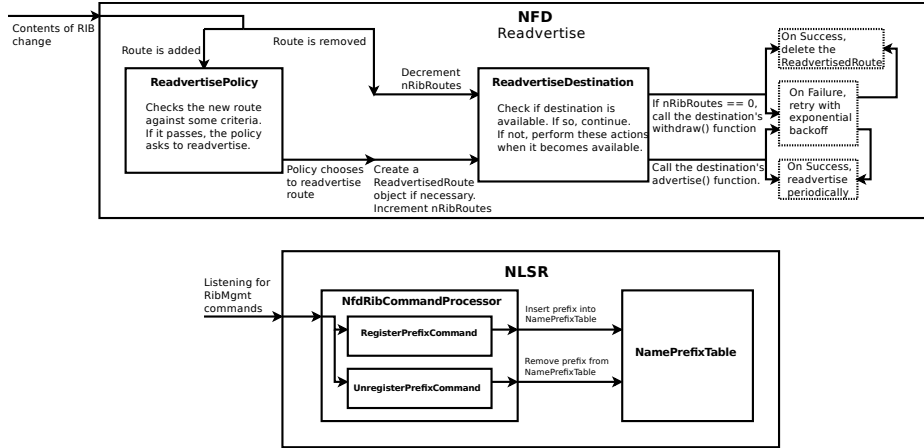 NFD
Readvertise
Contents of RIB
change
Route is added
Route is removed
ReadvertisePolicy
Checks the new route
against some criteria.
If it passes, the policy
asks to readvertise.
Decrement
nRibRoutes
Policy chooses
to readvertise
route
Create a
ReadvertisedRoute
object if necessary.
Increment nRibRoutes
ReadvertiseDestination
Check if destination is
available. If so, continue.
If not, perform these actions
when it becomes available.
If nRibRoutes == 0,
call the destination's
withdraw() function
Call the destination's
advertise() function.
On Success,
delete the
ReadvertisedRoute
On Failure,
retry with
exponential
backoff
On Success,
readvertise
periodically
NLSR
Listening for
RibMgmt
commands
NfdRibCommandProcessor
RegisterPrefixCommand
UnregisterPrefixCommand
Insert prefix into
NamePrefixTable
Remove prefix from
NamePrefixTable
NamePrefixTable